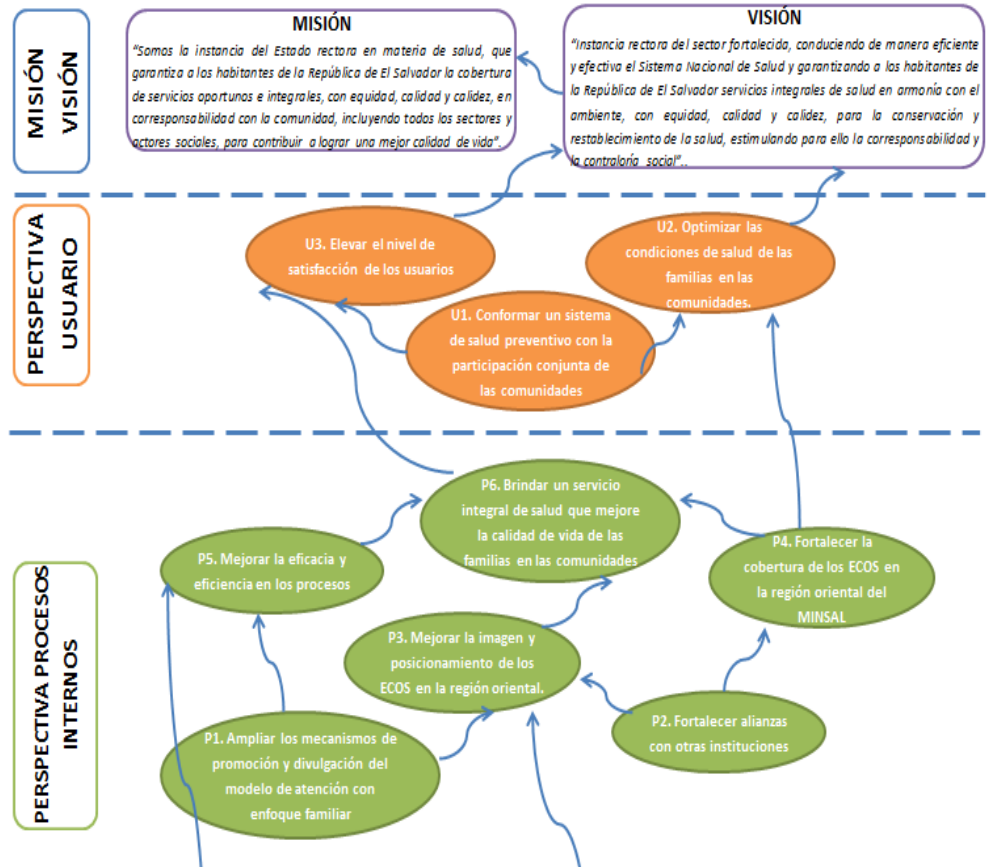 MISIÓN
VISIÓN
MISIÓN
"Somos la instancia del Estado rectora en materia de salud, que
garantiza a los habitantes de la República de El Salvador la cobertura
de servicios oportunos e integrales, con equidad, calidad y calidez, en
corresponsabilidad con la comunidad, incluyendo todos los sectores y
actores sociales, para contribuir a lograr una mejor calidad de vida".
VISIÓN
"Instancia rectora del sector fortalecida, conduciendo de manera eficiente
y efectiva el Sistema Nacional de Salud y garantizando a los habitantes de
la República de El Salvador servicios integrales de salud en armonía con el
ambiente, con equidad, calidad y calidez, para la conservación y
restablecimiento de la salud, estimulando para ello la corresponsabilidad y
la contraloría social"..
PERSPECTIVA
USUARIO
U3. Elevar el nivel de
satisfacción de los usuarios
U2. Optimizar las
condiciones de salud de las
familias en las
comunidades.
U1. Conformar un sistema
de salud preventivo con la
participación conjunta de
las comunidades
PERSPECTIVA PROCESOS
INTERNOS
P6. Brindar un servicio
integral de salud que mejore
la calidad de vida de las
familias en las comunidades
P5. Mejorar la eficacia y
eficiencia en los procesos
P4. Fortalecer la
cobertura de los ECOS en
la región oriental del
MINSAL
P3. Mejorar la imagen y
posicionamiento de los
ECOS en la región oriental.
P2. Fortalecer alianzas
con otras instituciones
P1. Ampliar los mecanismos de
promoción y divulgación del
modelo de atención con
enfoque familiar